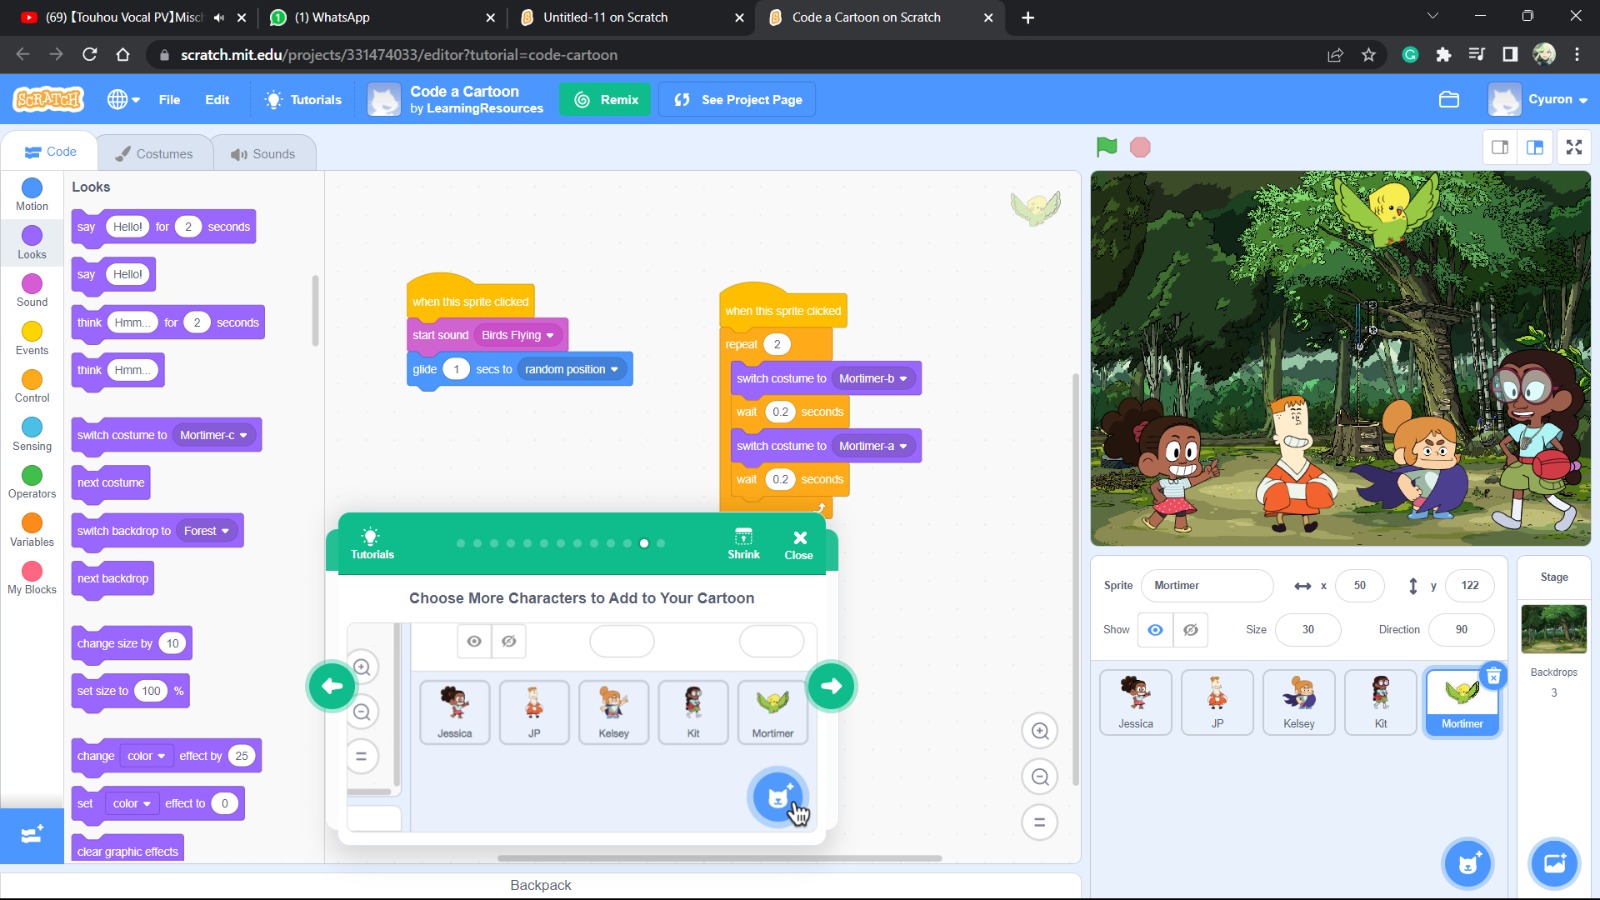 (69) [Touhou Vocal PV]Misch
(1) WhatsApp
Untitled-11 on Scratch
Code a Cartoon on Scratch
scratch.mit.edu/projects/331474033/editor?tutorial=code-cartoon
SCRATCH
File
Edit
Tutorials
Code a Cartoon
by LearningResources
Remix
See Project Page
Cyuron
Code
Costumes
Sounds
Motion
Looks
Sound
Events
Control
Sensing
Operators
Variables
My Blocks
Looks
say Hello! for 2 seconds
say Hello!
think Hmm... for 2 seconds
think Hmm...
switch costume to Mortimer-c
next costume
switch backdrop to Forest
next backdrop
change size by 10
set size to 100 %
change color effect by 25
set color effect to 0
clear graphic effects
when this sprite clicked
start sound Birds Flying
glide 1 secs to random position
when this sprite clicked
repeat 2
switch costume to Mortimer-b
wait 0.2 seconds
switch costume to Mortimer-a
wait 0.2 seconds
Tutorials
Shrink
Close
Choose More Characters to Add to Your Cartoon
Jessica
JP
Kelsey
Kit
Mortimer
Backpack
Sprite Mortimer x 50 y 122
Show Size 30 Direction 90
Jessica
JP
Kelsey
Kit
Mortimer
Stage
Backdrops
3